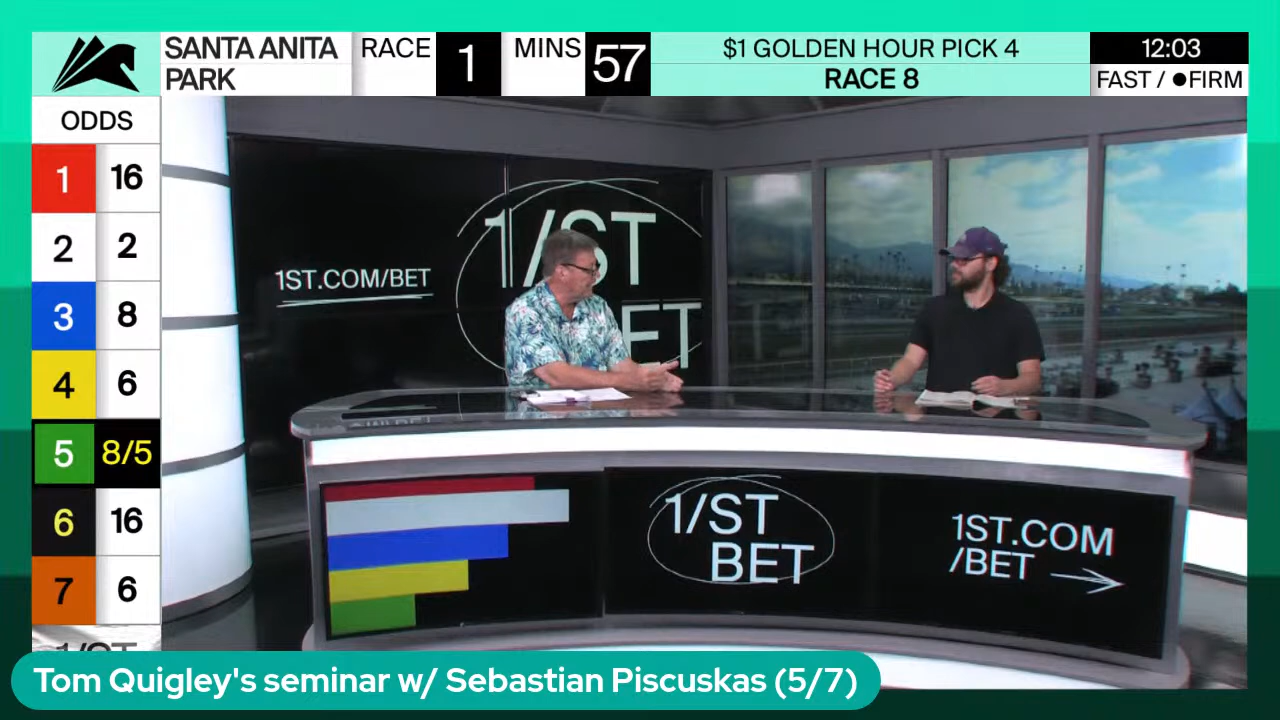 SANTA ANITA
PARK
RACE
1
MINS
57
$1 GOLDEN HOUR PICK 4
RACE 8
12:03
FAST / ●FIRM
ODDS
1 16
2 2
3 8
4 6
5 8/5
6 16
7 6
1/ST
1ST.COM/BET
1/ST
BET
1/ST
BET
1ST.COM
/BET
Tom Quigley's seminar w/ Sebastian Piscuskas (5/7)